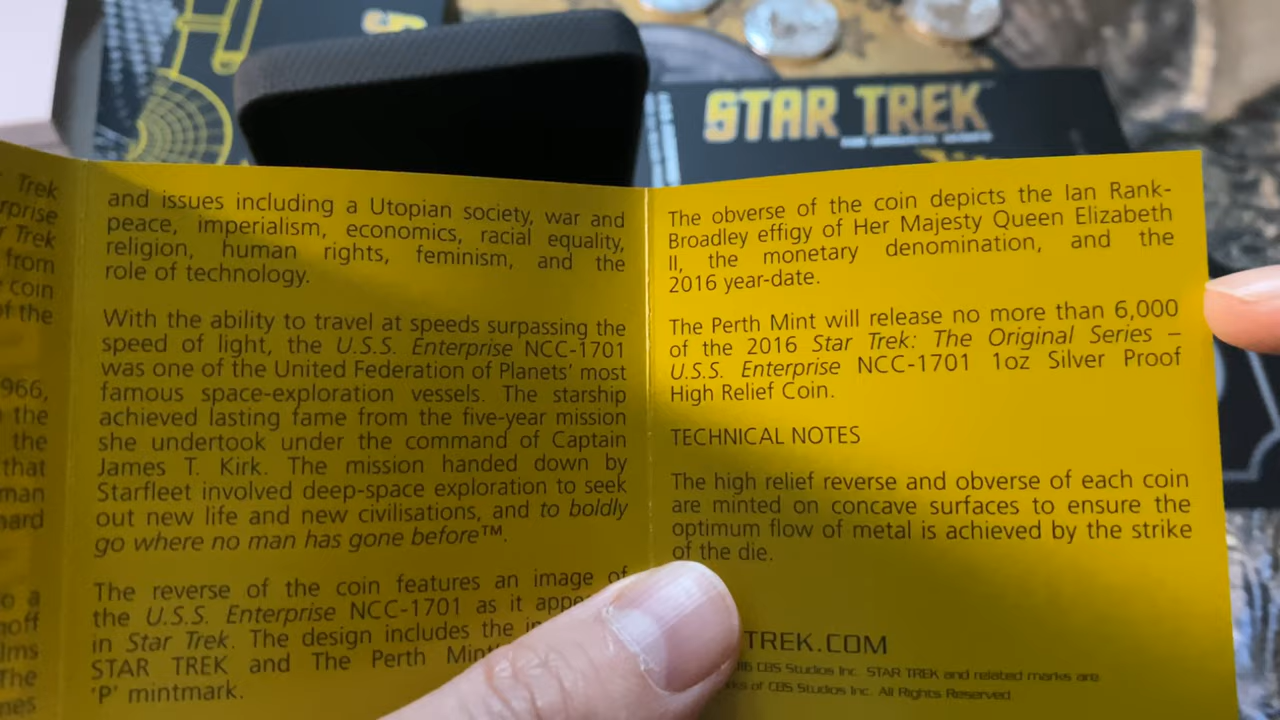 STAR TREK
Trek
Trek
from
coin
of the
966,
the
the
that
man
and issues including a Utopian society, war and
peace, imperialism, economics, racial equality,
religion, human rights, feminism, and the
role of technology.
With the ability to travel at speeds surpassing the
speed of light, the U.S.S. Enterprise NCC-1701
was one of the United Federation of Planets' most
famous space-exploration vessels. The starship
achieved lasting fame from the five-year mission
she undertook under the command of Captain
James T. Kirk. The mission handed down by
Starfleet involved deep-space exploration to seek
out new life and new civilisations, and to boldly
go where no man has gone before™.
The reverse of the coin features an image of
the U.S.S. Enterprise NCC-1701 as it
in Star Trek. The design includes the
STAR TREK and The Perth
'P' mintmark.
The obverse of the coin depicts the Ian Rank-
Broadley effigy of Her Majesty Queen Elizabeth
II, the monetary denomination, and the
2016 year-date.
The Perth Mint will release no more than 6,000
of the 2016 Star Trek: The Original Series –
U.S.S. Enterprise NCC-1701 1oz Silver Proof
High Relief Coin.
TECHNICAL NOTES
The high relief reverse and obverse of each coin
are minted on concave surfaces to ensure the
optimum flow of metal is achieved by the strike
of the die.
TREK.COM
CBS Studios Inc. STAR TREK and related marks are
of CBS Studios Inc. All Rights Reserved.